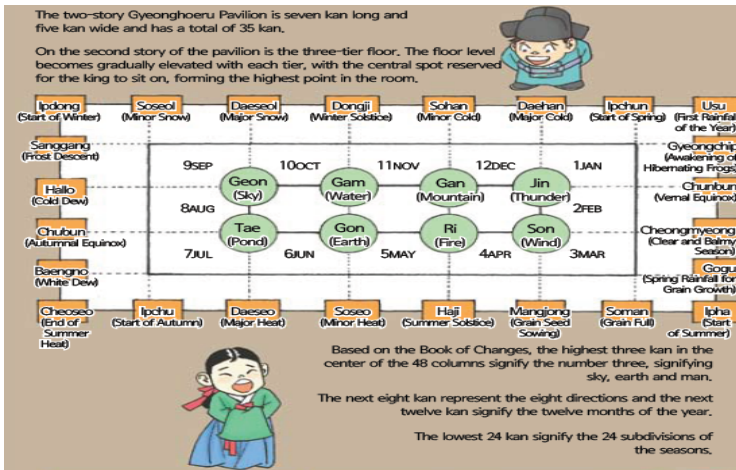 The two-story Gyeonghoeru Pavilion is seven kan long and
five kan wide and has a total of 35 kan.
On the second story of the pavilion is the three-tier floor. The floor level
becomes gradually elevated with each tier, with the central spot reserved
for the king to sit on, forming the highest point in the room.
Ipdong
(Start of Winter)
Soseol
(Minor Snow)
Daeseol
(Major Snow)
Dongji
(Winter Solstice)
Sohan
(Minor Cold)
Daehan
(Major Cold)
Ipchun
(Start of Spring)
Usu
(First Rainfall
of the Year)
Sanggang
(Frost Descent)
Hallo
(Cold Dew)
Chubun
(Autumnal Equinox)
Baengno
(White Dew)
9SEP
10OCT
11NOV
12DEC
1JAN
Geon
(Sky)
Gam
(Water)
Gan
(Mountain)
Jin
(Thunder)
8AUG
2FEB
Tae
(Pond)
Gon
(Earth)
Ri
(Fire)
Son
(Wind)
7JUL
6JUN
5MAY
4APR
3MAR
Gyeongchip
(Awakening of
Hibernating Frogs)
Chunbun
(Vernal Equinox)
Cheongmyeong
(Clear and Balmy
Season)
Gogu
(Spring Rainfall for
Grain Growth)
Cheoseo
(End of
Summer
Heat)
Ipchu
(Start of Autumn)
Daeseo
(Major Heat)
Soseo
(Minor Heat)
Haji
(Summer Solstice)
Mangjong
(Grain Seed
Sowing)
Soman
(Grain Full)
Ipha
(Start
of Summer)
Based on the Book of Changes, the highest three kan in the
center of the 48 columns signify the number three, signifying
sky, earth and man.
The next eight kan represent the eight directions and the next
twelve kan signify the twelve months of the year.
The lowest 24 kan signify the 24 subdivisions of
the seasons.